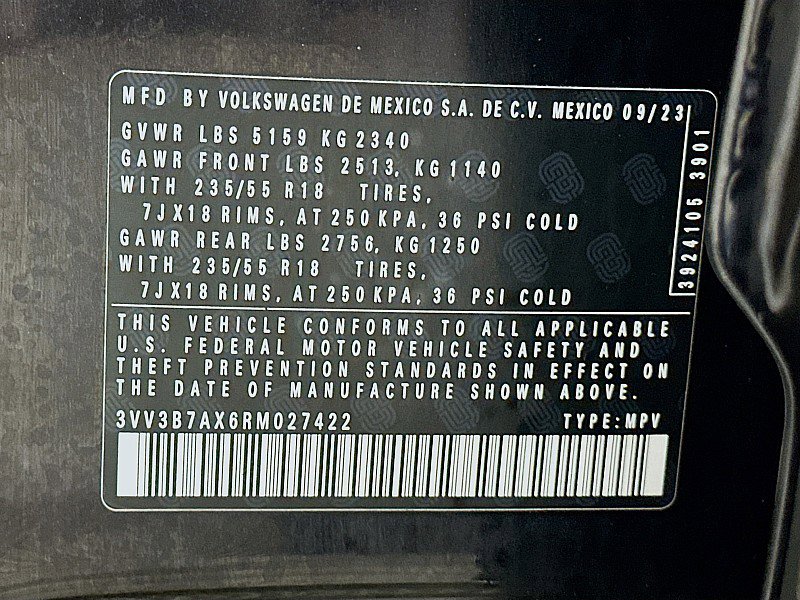 MFD BY VOLKSWAGEN DE MEXICO S.A. DE C.V. MEXICO 09/23
GVWR LBS 5159 KG 2340
GAWR FRONT LBS 2513, KG 1140
WITH 235/55 R18 TIRES,
7JX18 RIMS, AT 250 KPA, 36 PSI COLD
GAWR REAR LBS 2756, KG 1250
WITH 235/55 R18 TIRES,
7JX18 RIMS, AT 250 KPA, 36 PSI COLD
3924105 3901
THIS VEHICLE CONFORMS TO ALL APPLICABLE
U.S. FEDERAL MOTOR VEHICLE SAFETY AND
THEFT PREVENTION STANDARDS IN EFFECT ON
THE DATE OF MANUFACTURE SHOWN ABOVE.
3VV3B7AX6RM027422 TYPE:MPV